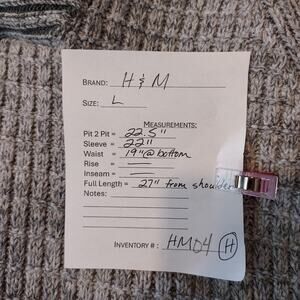 BRAND: H & M
SIZE: L
MEASUREMENTS:
Pit 2 Pit = 22.5"
Sleeve = 22"
Waist = 19" @ bottom
Rise =
Inseam =
Full Length = 27" from shoulder
Notes:
INVENTORY #: HM04 H